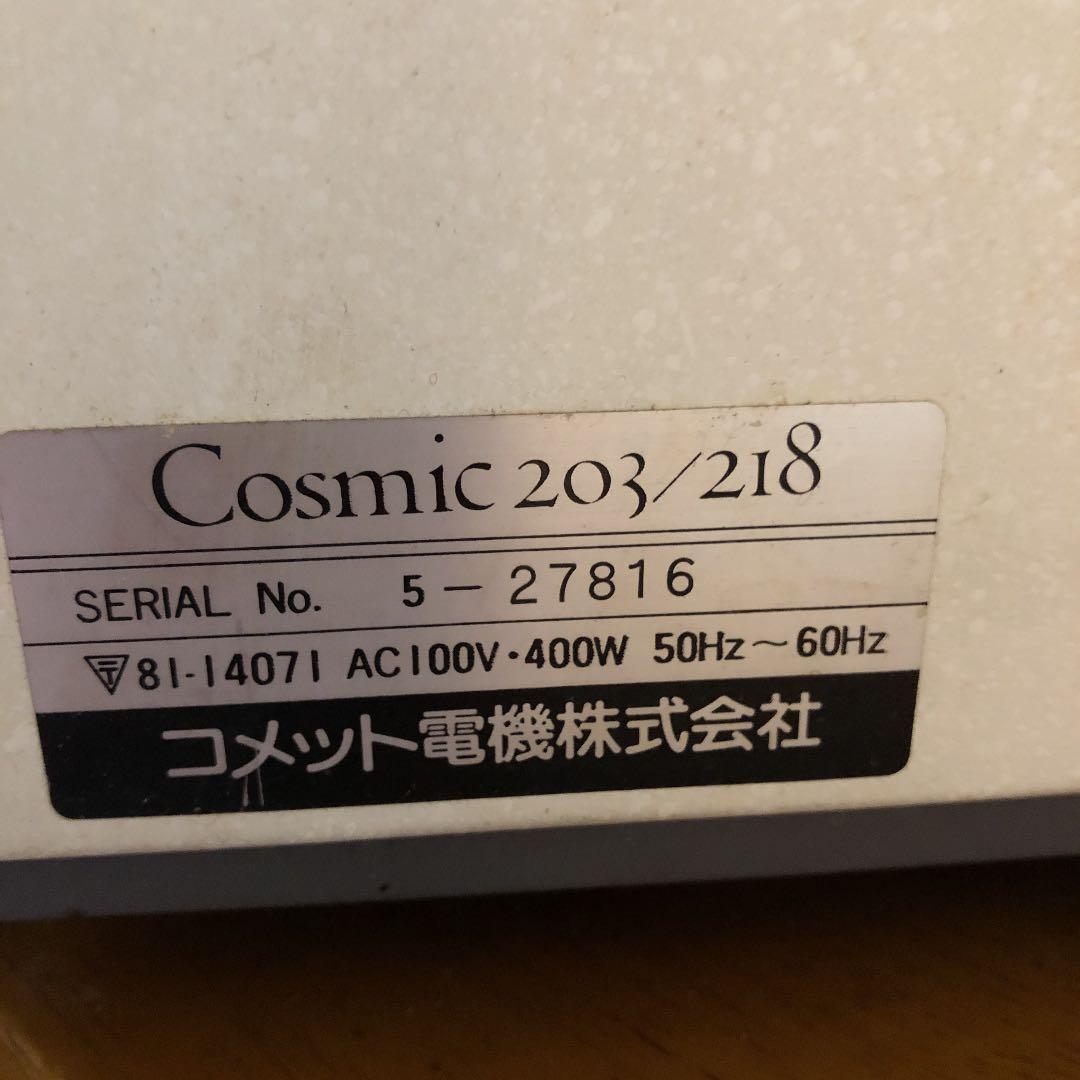 Cosmic 203/218
SERIAL No. 5-27816
〒81-14071 AC100V・400W 50Hz～60Hz
コメット電機株式会社